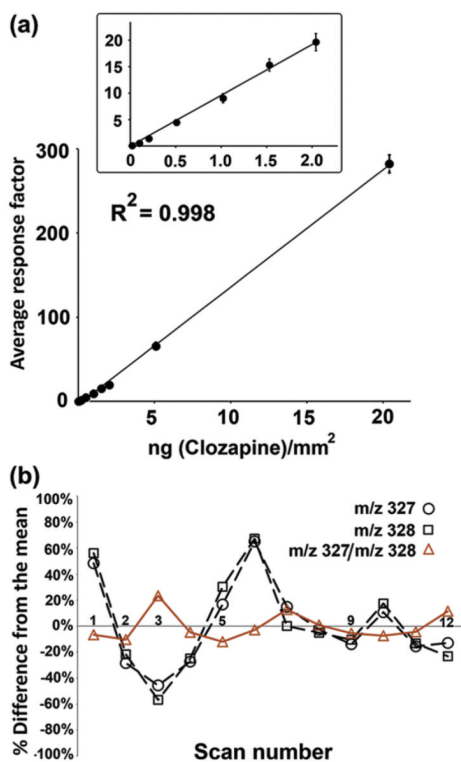 (a)
20
15
10
5
0.5 1.0 1.5 2.0
300
200
100
0
Average response factor
R2 = 0.998
5 10 15 20
ng (Clozapine)/mm2
(b)
100%
80%
60%
40%
20%
0%
-20%
-40%
-60%
-80%
-100%
% Difference from the mean
m/z 327
m/z 328
m/z 327/m/z 328
1 2 3 5 9 12
Scan number